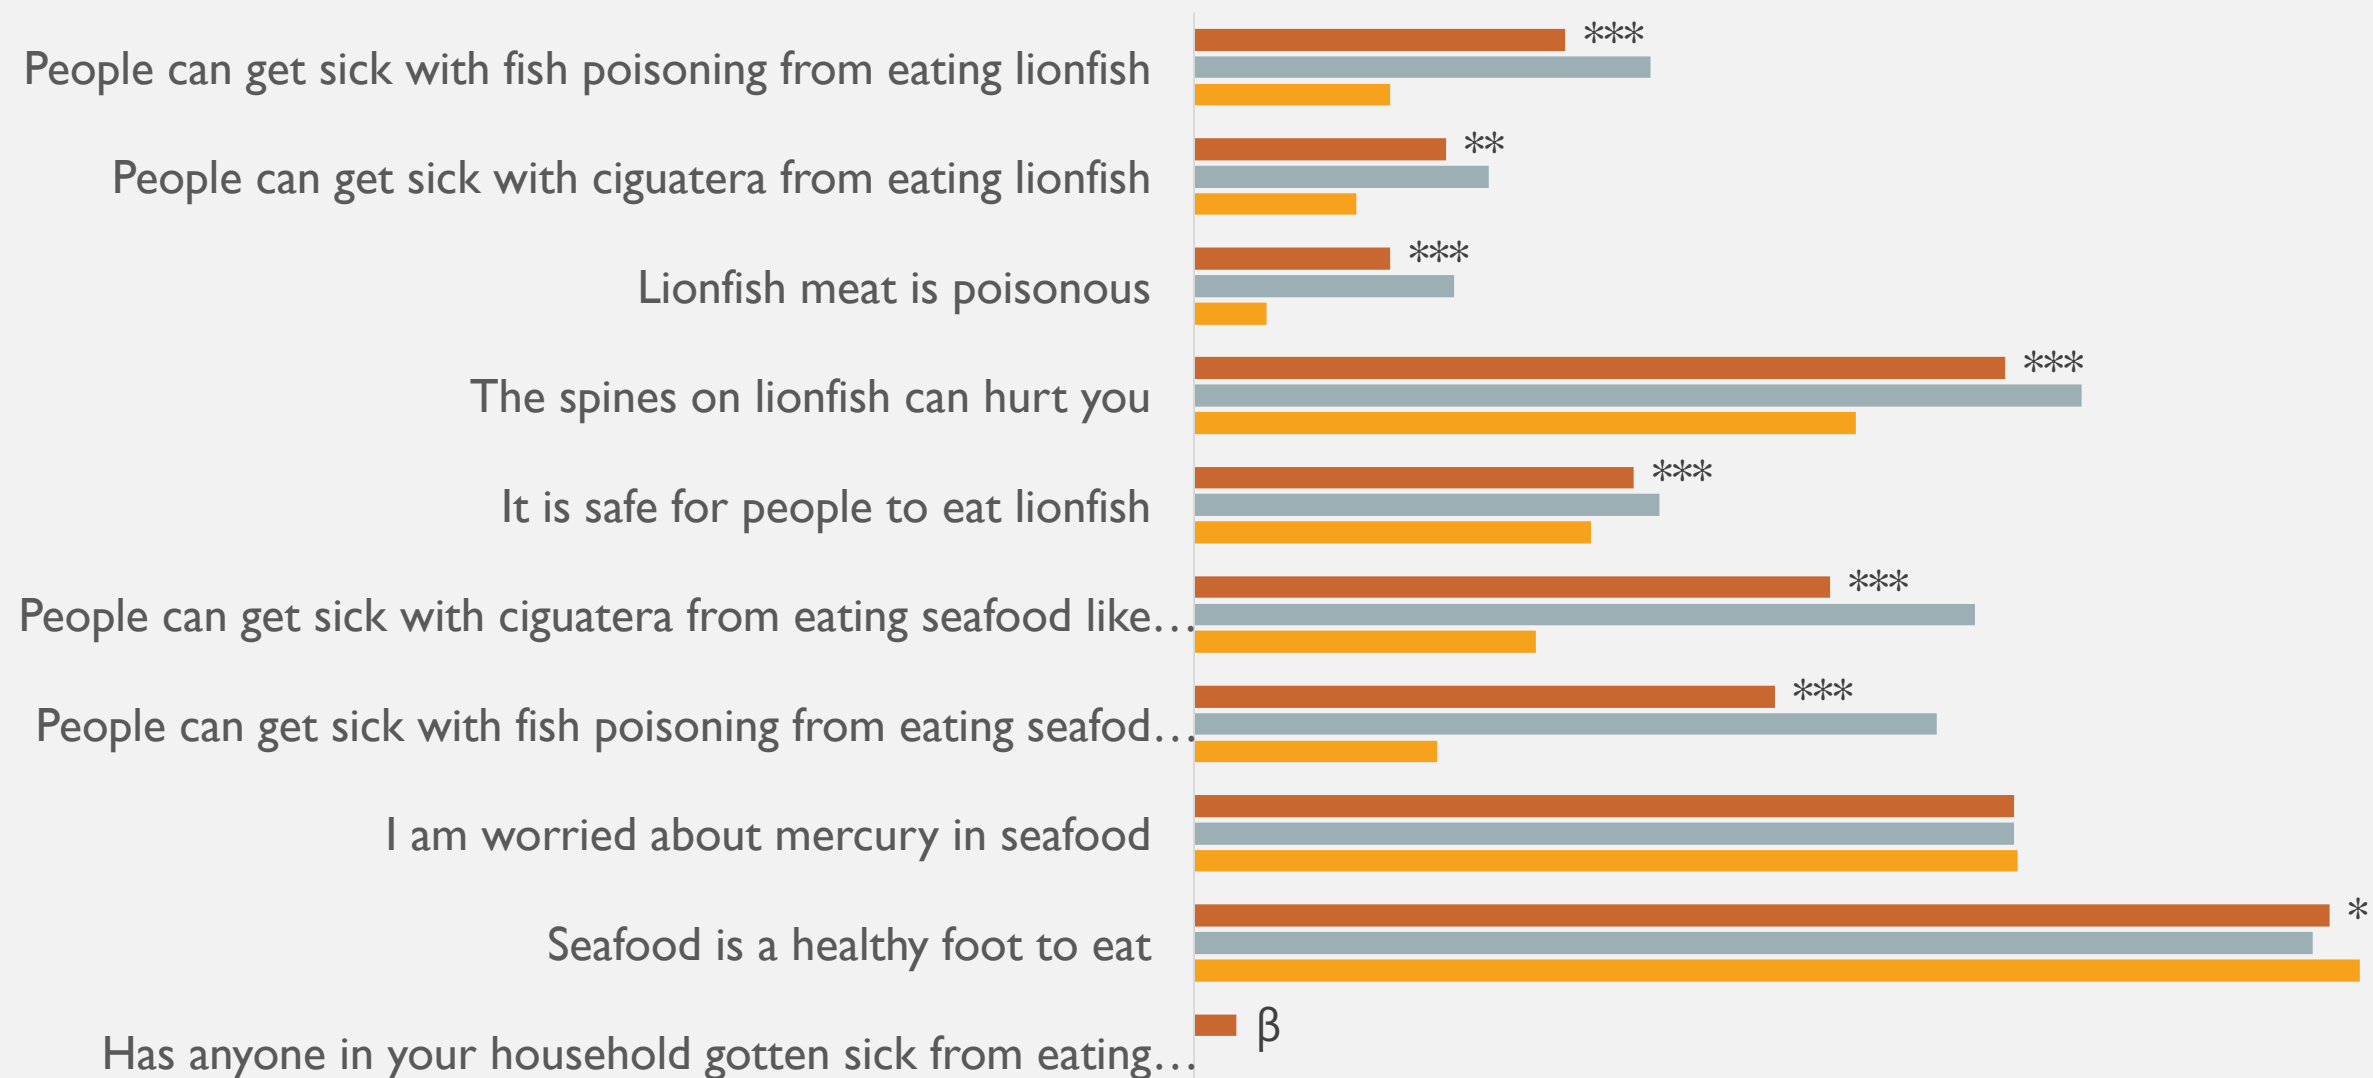 People can get sick with fish poisoning from eating lionfish ***
People can get sick with ciguatera from eating lionfish **
Lionfish meat is poisonous ***
The spines on lionfish can hurt you ***
It is safe for people to eat lionfish ***
People can get sick with ciguatera from eating seafood like… ***
People can get sick with fish poisoning from eating seafod… ***
I am worried about mercury in seafood
Seafood is a healthy foot to eat *
Has anyone in your household gotten sick from eating… β